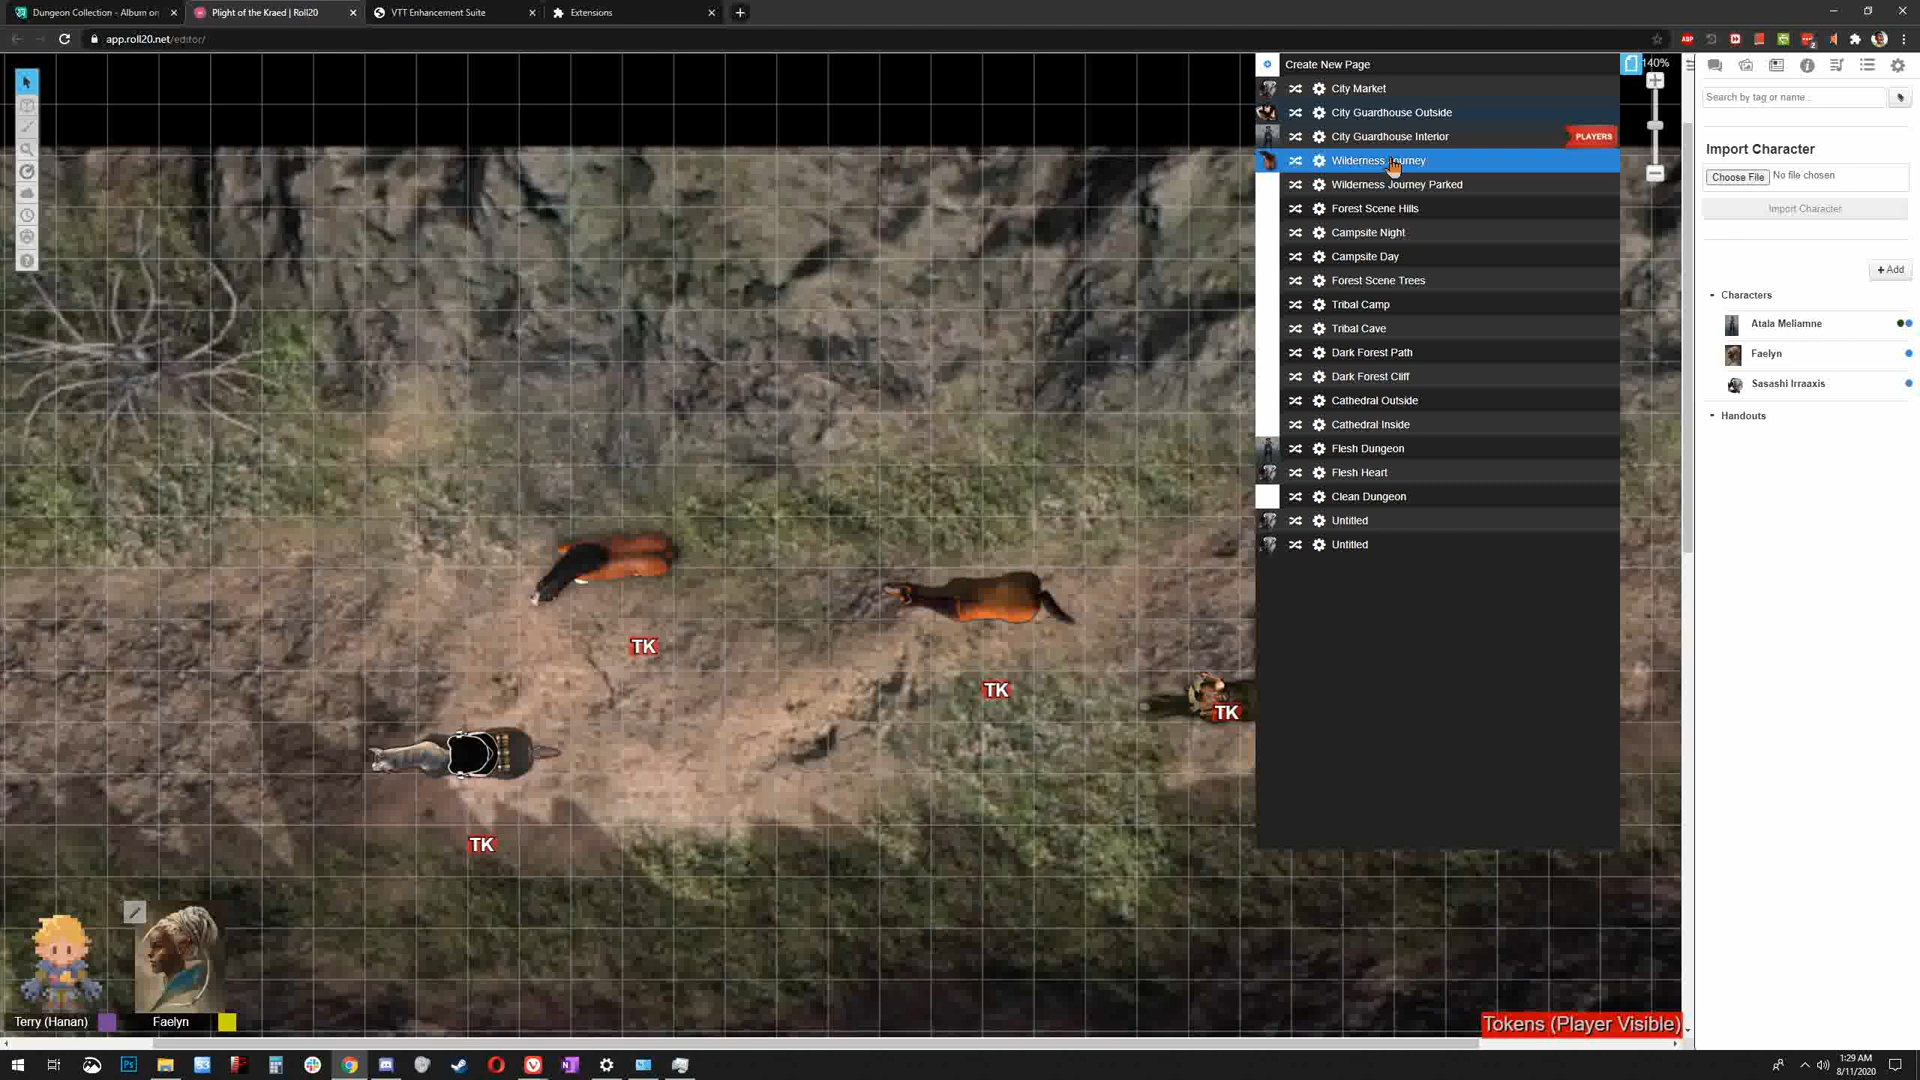 Dungeon Collection - Album on
Plight of the Kraed | Roll20
VTT Enhancement Suite
Extensions
app.roll20.net/editor/
ABP
2
Create New Page
City Market
City Guardhouse Outside
City Guardhouse Interior
PLAYERS
Wilderness Journey
Wilderness Journey Parked
Forest Scene Hills
Campsite Night
Campsite Day
Forest Scene Trees
Tribal Camp
Tribal Cave
Dark Forest Path
Dark Forest Cliff
Cathedral Outside
Cathedral Inside
Flesh Dungeon
Flesh Heart
Clean Dungeon
Untitled
Untitled
140%
Search by tag or name...
Import Character
Choose File No file chosen
Import Character
+Add
Characters
Atala Meliamne
Faelyn
Sasashi Irraaxis
Handouts
TK
TK
TK
TK
Terry (Hanan)
Faelyn
Tokens (Player Visible)
Ps
1:29 AM
8/11/2020